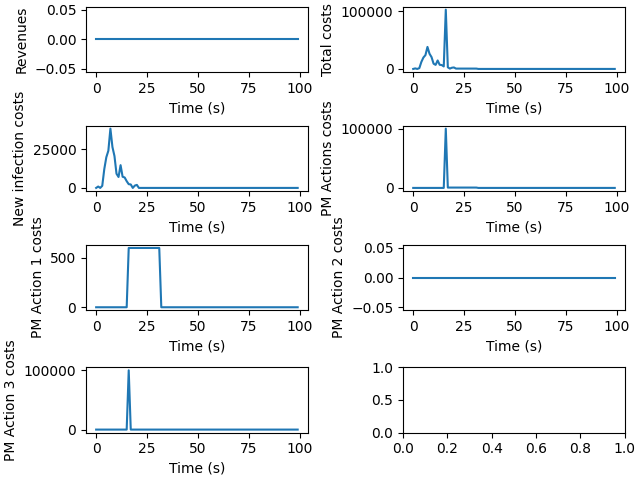 Revenues
0.05
0.00
−0.05
0 25 50 75 100
Time (s)
Total costs
100000
0
0 25 50 75 100
Time (s)
New infection costs
25000
0
0 25 50 75 100
Time (s)
PM Actions costs
100000
0
0 25 50 75 100
Time (s)
PM Action 1 costs
500
0
0 25 50 75 100
Time (s)
PM Action 2 costs
0.05
0.00
−0.05
0 25 50 75 100
Time (s)
PM Action 3 costs
100000
0
0 25 50 75 100
Time (s)
1.0
0.5
0.0
0.0 0.2 0.4 0.6 0.8 1.0